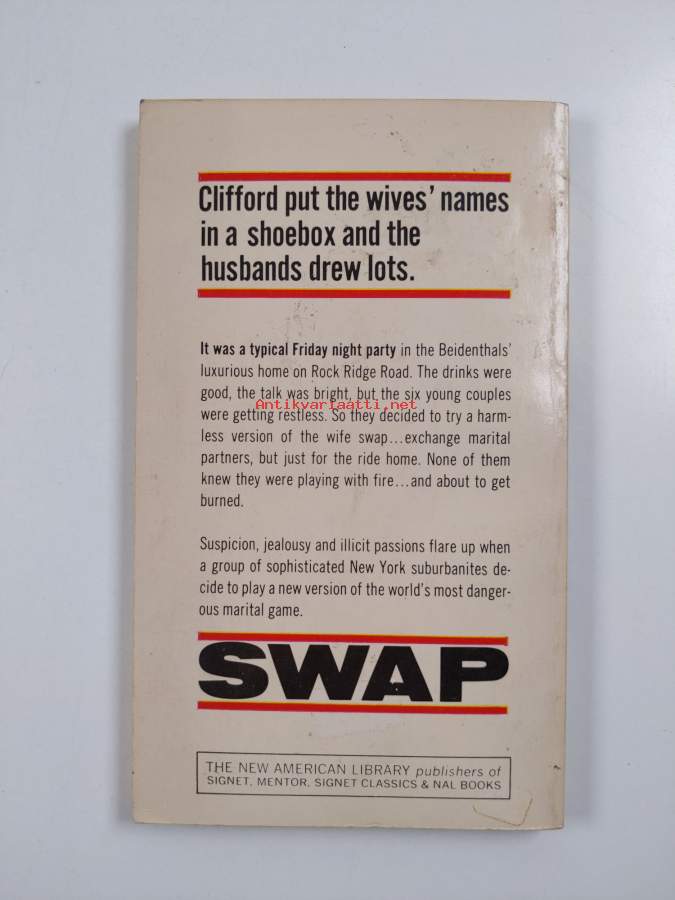 Clifford put the wives' names
in a shoebox and the
husbands drew lots.
It was a typical Friday night party in the Beidenthals'
luxurious home on Rock Ridge Road. The drinks were
good, the talk was bright, but the six young couples
Antikvariaatti.net
were getting restless. So they decided to try a harm-
less version of the wife swap...exchange marital
partners, but just for the ride home. None of them
knew they were playing with fire...and about to get
burned.
Suspicion, jealousy and illicit passions flare up when
a group of sophisticated New York suburbanites de-
cide to play a new version of the world's most danger-
ous marital game.
SWAP
THE NEW AMERICAN LIBRARY publishers of
SIGNET, MENTOR, SIGNET CLASSICS & NAL BOOKS